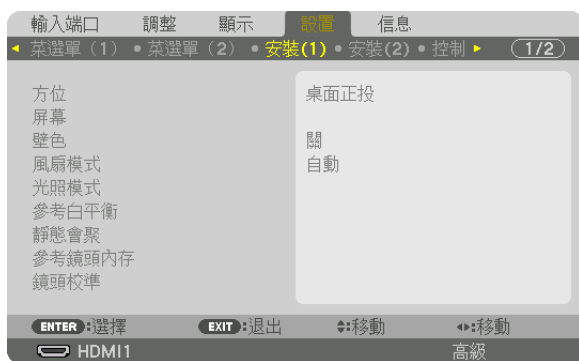 輸入端口 調整 顯示 設置 信息
菜選單（1） ● 菜選單（2） ● 安裝(1) ● 安裝(2) ● 控制 1/2
方位 桌面正投
屏幕
壁色 關
風扇模式 自動
光照模式
參考白平衡
靜態會聚
參考鏡頭內存
鏡頭校準
ENTER:選擇 EXIT:退出 :移動 :移動
HDMI1 高級